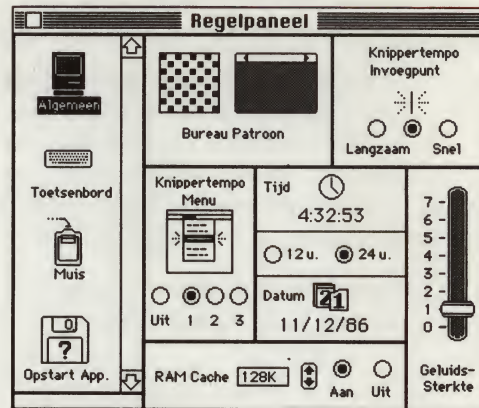 Regelpaneel
Algemeen
Toetsenbord
Muis
Opstart App.
Bureau Patroon
Knippertempo
Invoegpunt
Langzaam Snel
Knippertempo
Menu
Uit 1 2 3
Tijd
4:32:53
12 u. 24 u.
Datum 21
11/12/86
7
6
5
4
3
2
1
0
Geluids-
Sterkte
RAM Cache 128K
Aan Uit